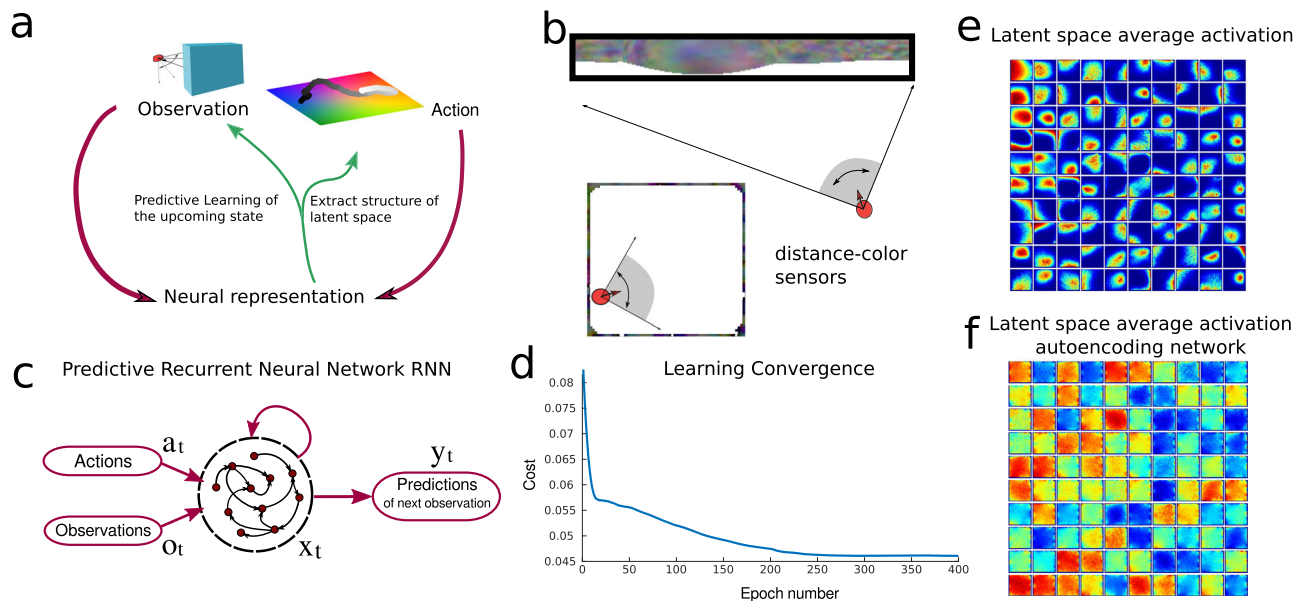 a
Observation
Action
Predictive Learning of
the upcoming state
Extract structure of
latent space
Neural representation
b
distance-color
sensors
c
Predictive Recurrent Neural Network RNN
Actions
at
Observations
ot
xt
yt
Predictions
of next observation
d
Learning Convergence
Cost
0.08
0.075
0.07
0.065
0.06
0.055
0.05
0.045
0 50 100 150 200 250 300 350 400
Epoch number
e
Latent space average activation
f
Latent space average activation
autoencoding network